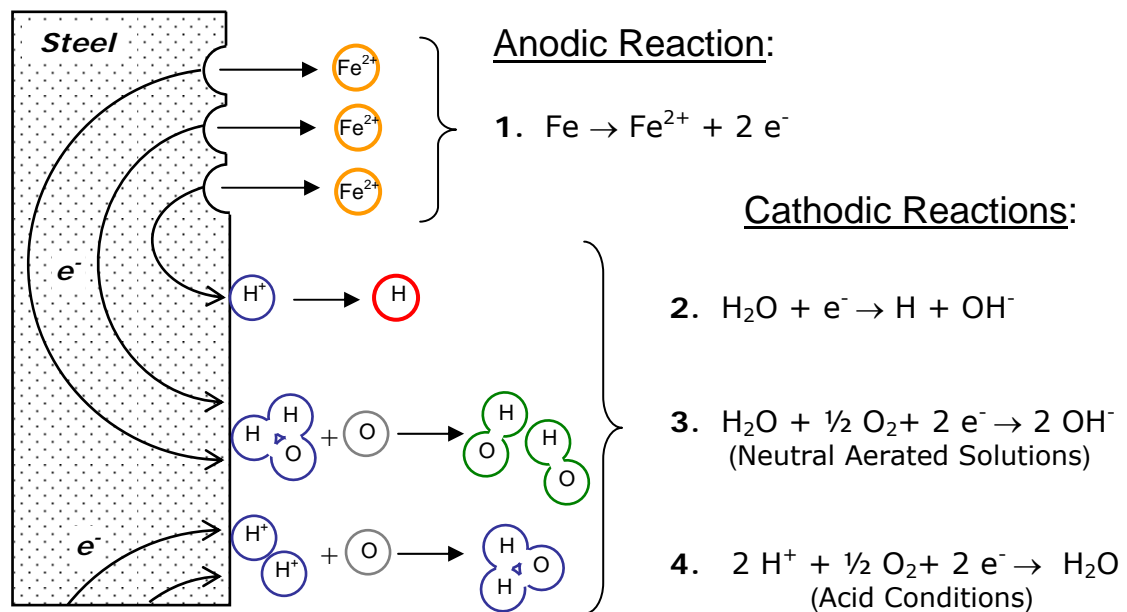 Steel
Anodic Reaction:
Fe²⁺
Fe²⁺
1. Fe → Fe²⁺ + 2 e⁻
Fe²⁺
Cathodic Reactions:
e⁻
H⁺
H
2. H₂O + e⁻ → H + OH⁻
H
H
O
+
O
H
O
H
O
3. H₂O + ½ O₂+ 2 e⁻ → 2 OH⁻
(Neutral Aerated Solutions)
e⁻
H⁺
H⁺
+
O
H
H
O
4. 2 H⁺ + ½ O₂+ 2 e⁻ → H₂O
(Acid Conditions)